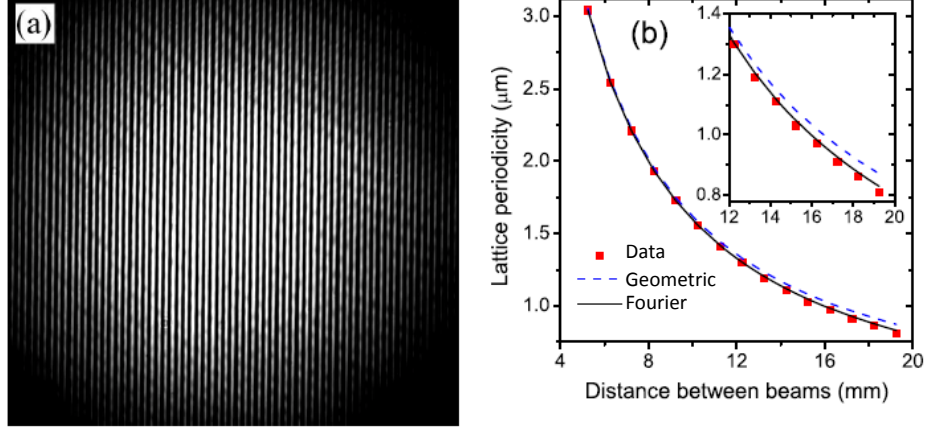 (a)
(b)
Lattice periodicity (μm)
3.0
2.5
2.0
1.5
1.0
4 8 12 16 20
Distance between beams (mm)
Data
Geometric
Fourier
1.4
1.2
1.0
0.8
12 14 16 18 20